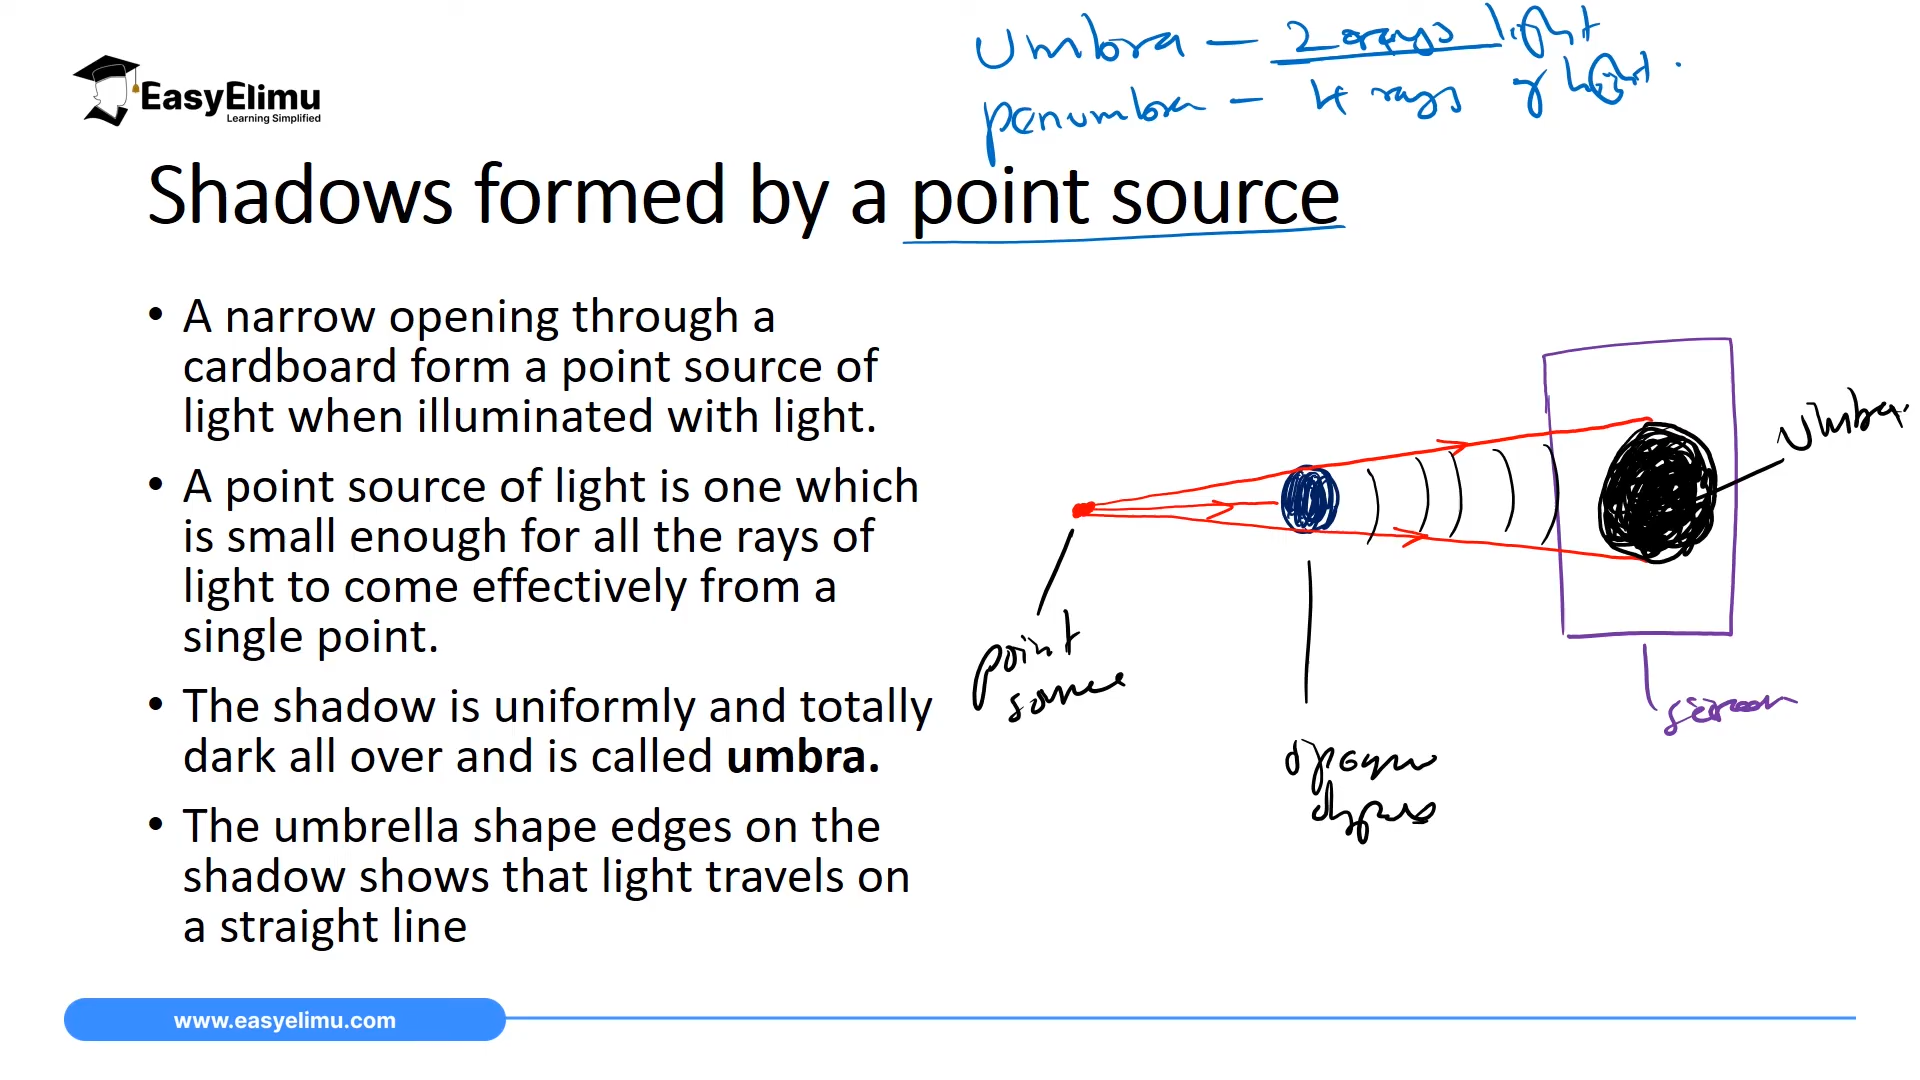 Umbra – 2 rays light
penumbra – 4 rays of light.
EasyElimu
Learning Simplified
Shadows formed by a point source
• A narrow opening through a
cardboard form a point source of
light when illuminated with light.
• A point source of light is one which
is small enough for all the rays of
light to come effectively from a
single point.
• The shadow is uniformly and totally
dark all over and is called umbra.
• The umbrella shape edges on the
shadow shows that light travels on
a straight line
Umbra
point
source
screen
www.easyelimu.com